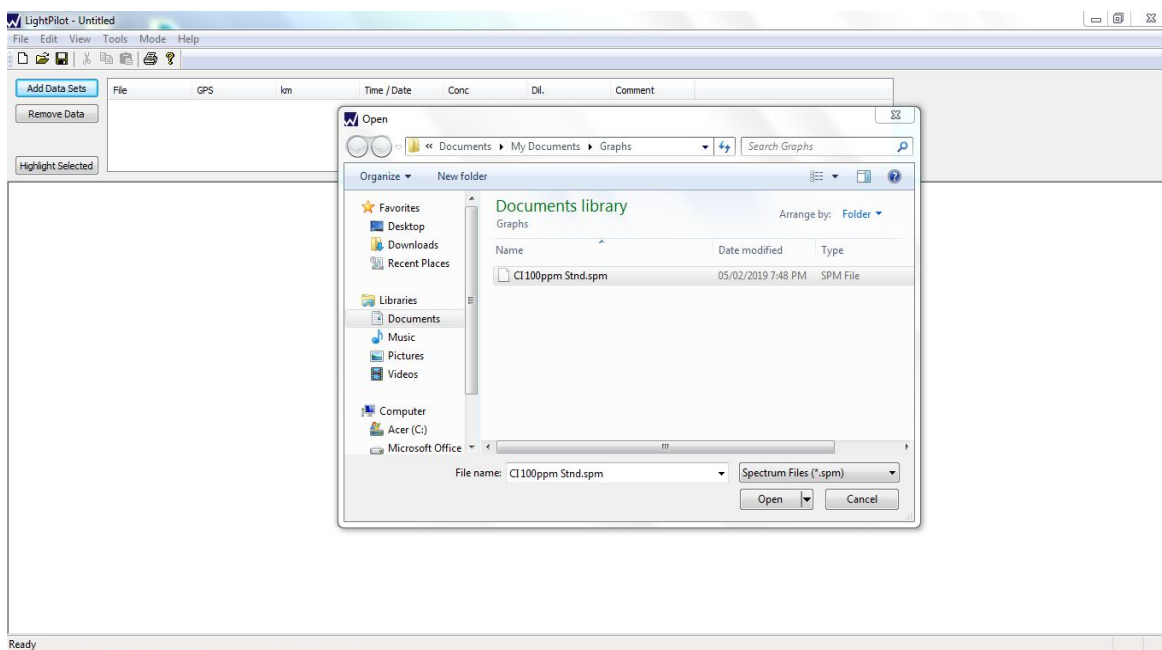 LightPilot - Untitled
File Edit View Tools Mode Help
Add Data Sets
File GPS km Time / Date Conc Dil. Comment
Remove Data
Highlight Selected
Open
« Documents Documents My Documents Graphs Search Graphs
Organize New folder
Favorites
Desktop
Downloads
Recent Places
Libraries
Documents
Music
Pictures
Videos
Computer
Acer (C:)
Microsoft Office
Documents library
Graphs
Arrange by: Folder
Name Date modified Type
CI 100ppm Stnd.spm 05/02/2019 7:48 PM SPM File
File name: CI 100ppm Stnd.spm Spectrum Files (*.spm)
Open Cancel
Ready